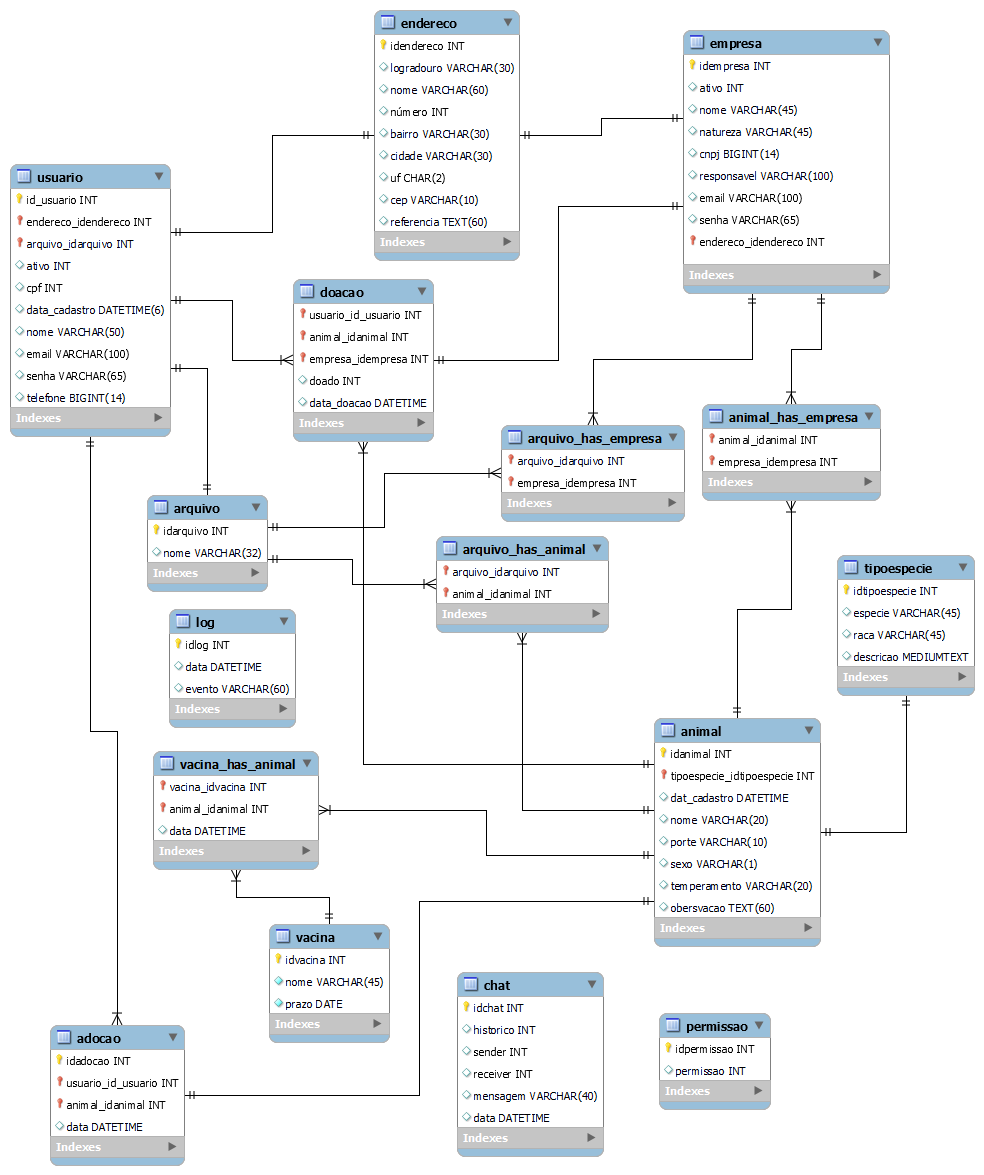 endereco
idendereco INT
logradouro VARCHAR(30)
nome VARCHAR(60)
número INT
bairro VARCHAR(30)
cidade VARCHAR(30)
uf CHAR(2)
cep VARCHAR(10)
referencia TEXT(60)
Indexes
empresa
idempresa INT
ativo INT
nome VARCHAR(45)
natureza VARCHAR(45)
cnpj BIGINT(14)
responsavel VARCHAR(100)
email VARCHAR(100)
senha VARCHAR(65)
endereco_idendereco INT
Indexes
usuario
id_usuario INT
endereco_idendereco INT
arquivo_idarquivo INT
ativo INT
cpf INT
data_cadastro DATETIME(6)
nome VARCHAR(50)
email VARCHAR(100)
senha VARCHAR(65)
telefone BIGINT(14)
Indexes
doacao
usuario_id_usuario INT
animal_idanimal INT
empresa_idempresa INT
doado INT
data_doacao DATETIME
Indexes
arquivo_has_empresa
arquivo_idarquivo INT
empresa_idempresa INT
Indexes
animal_has_empresa
animal_idanimal INT
empresa_idempresa INT
Indexes
arquivo
idarquivo INT
nome VARCHAR(32)
Indexes
arquivo_has_animal
arquivo_idarquivo INT
animal_idanimal INT
Indexes
tipoespecie
idtipoespecie INT
especie VARCHAR(45)
raca VARCHAR(45)
descricao MEDIUMTEXT
Indexes
log
idlog INT
data DATETIME
evento VARCHAR(60)
Indexes
animal
idanimal INT
tipoespecie_idtipoespecie INT
dat_cadastro DATETIME
nome VARCHAR(20)
porte VARCHAR(10)
sexo VARCHAR(1)
temperamento VARCHAR(20)
obersvacao TEXT(60)
Indexes
vacina_has_animal
vacina_idvacina INT
animal_idanimal INT
data DATETIME
Indexes
vacina
idvacina INT
nome VARCHAR(45)
prazo DATE
Indexes
chat
idchat INT
historico INT
sender INT
receiver INT
mensagem VARCHAR(40)
data DATETIME
Indexes
permissao
idpermissao INT
permissao INT
Indexes
adocao
idadocao INT
usuario_id_usuario INT
animal_idanimal INT
data DATETIME
Indexes